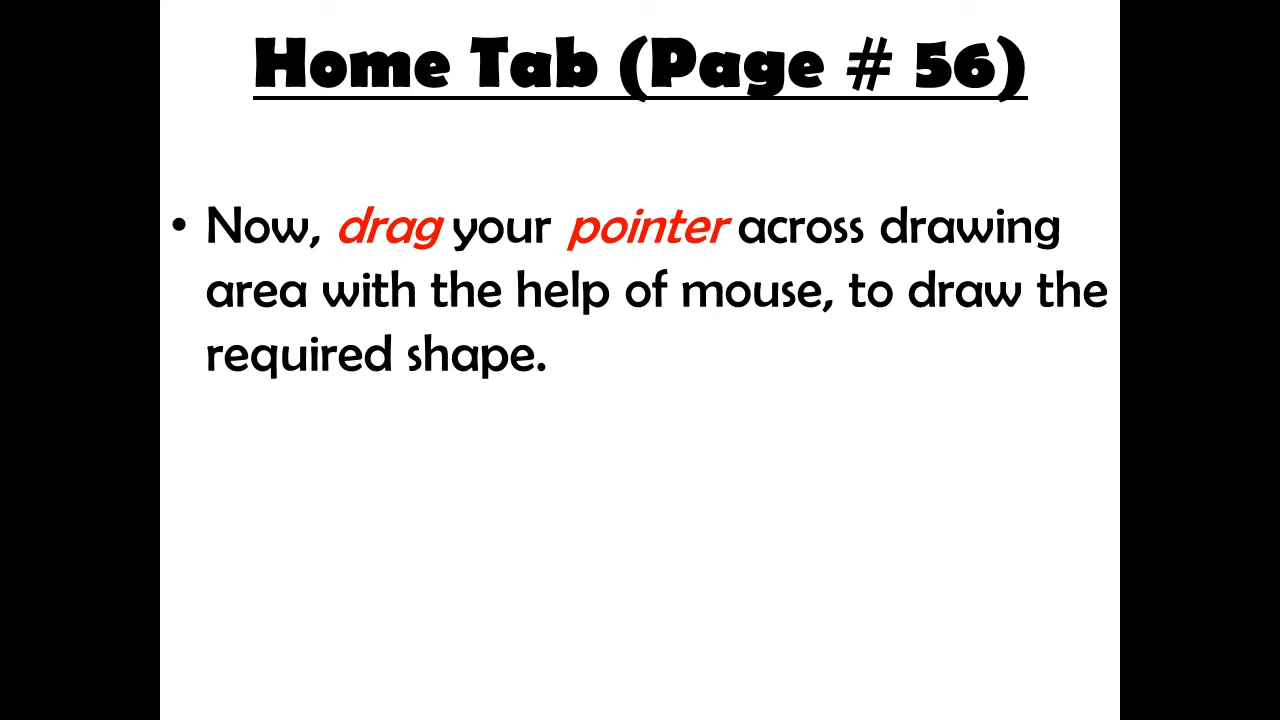 Home Tab (Page # 56)
• Now, drag your pointer across drawing
area with the help of mouse, to draw the
required shape.